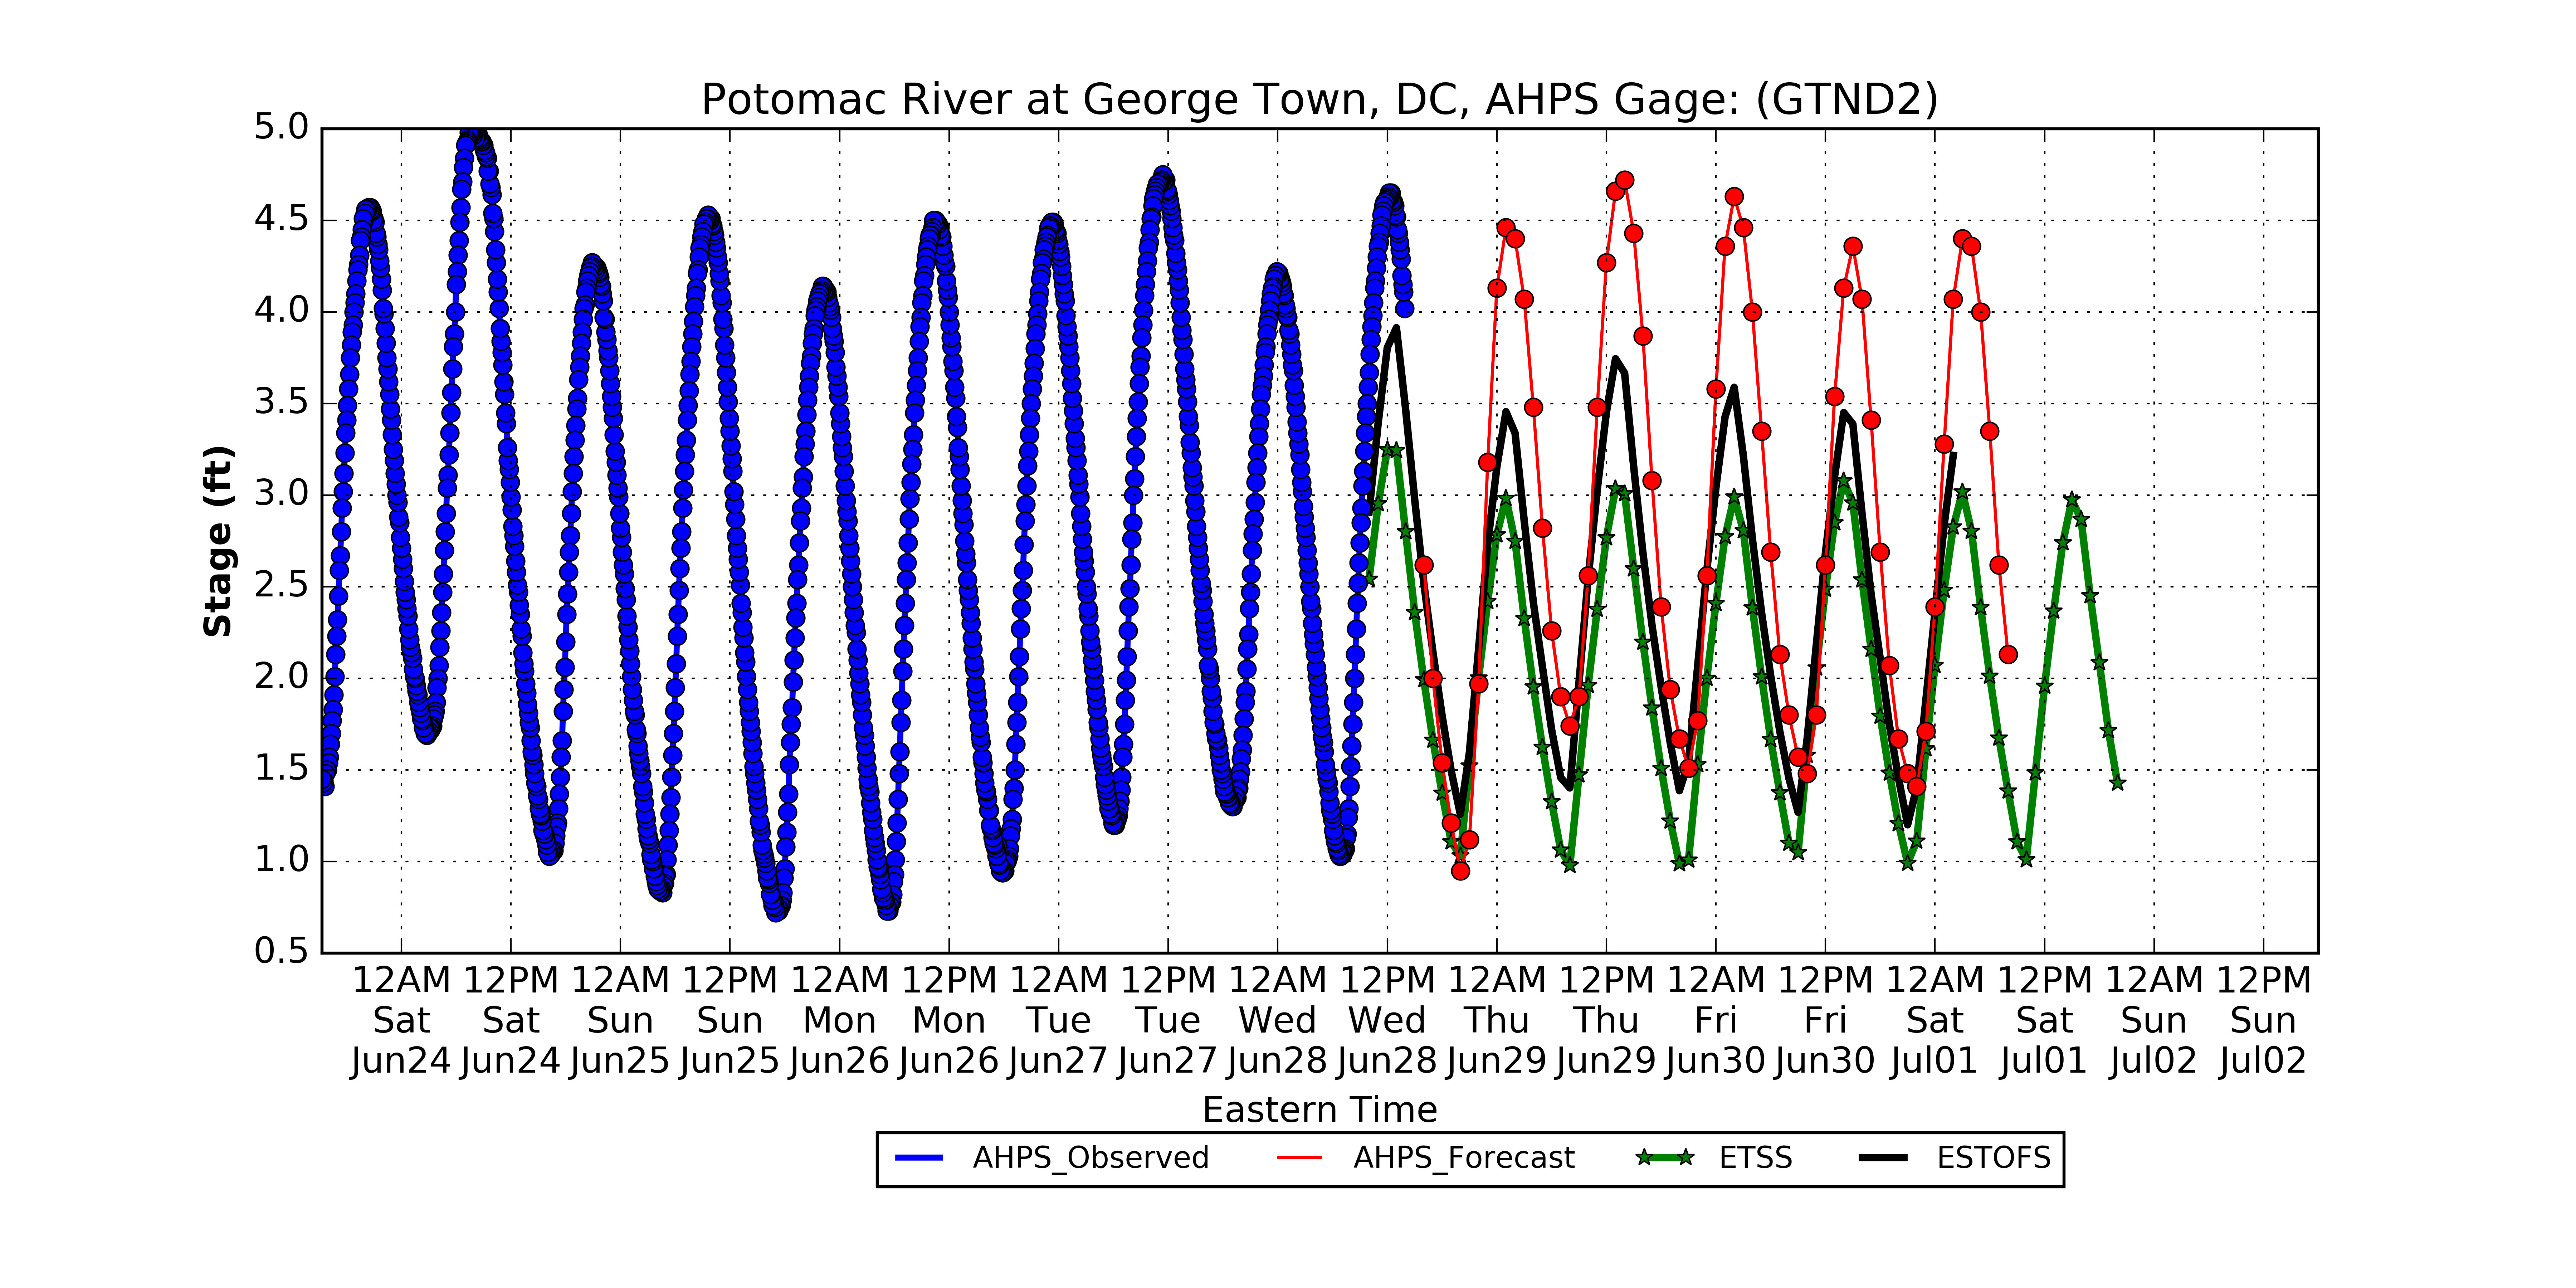 Potomac River at George Town, DC, AHPS Gage: (GTND2)
5.0
4.5
4.0
3.5
3.0
2.5
2.0
1.5
1.0
0.5
Stage (ft)
12AM 12PM 12AM 12PM 12AM 12PM 12AM 12PM 12AM 12PM 12AM 12PM 12AM 12PM 12AM 12PM 12AM 12PM
Sat Sat Sun Sun Mon Mon Tue Tue Wed Wed Thu Thu Fri Fri Sat Sat Sun Sun
Jun24 Jun24 Jun25 Jun25 Jun26 Jun26 Jun27 Jun27 Jun28 Jun28 Jun29 Jun29 Jun30 Jun30 Jul01 Jul01 Jul02 Jul02
Eastern Time
AHPS_Observed AHPS_Forecast ETSS ESTOFS